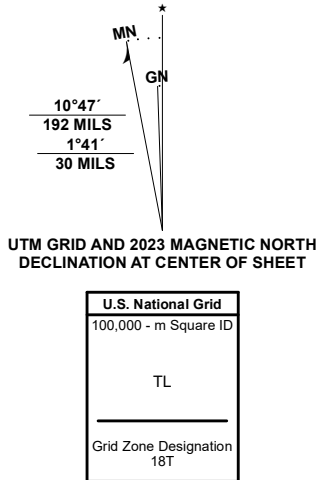 ★
MN
GN
10°47´
192 MILS
1°41´
30 MILS
UTM GRID AND 2023 MAGNETIC NORTH
DECLINATION AT CENTER OF SHEET
U.S. National Grid
100,000 - m Square ID
TL
Grid Zone Designation
18T